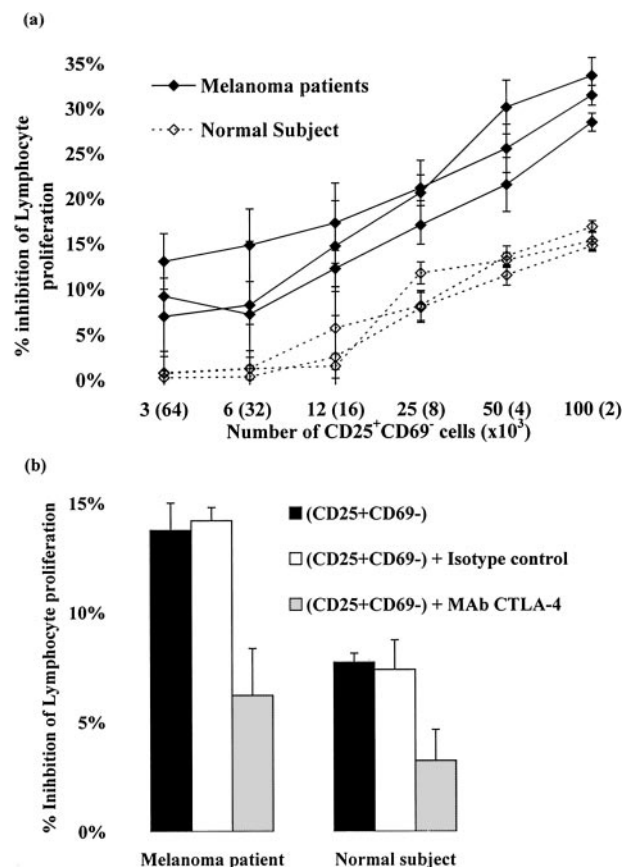 (a)
35%
30%
25%
20%
15%
10%
5%
0%
% inhibition of Lymphocyte
proliferation
Melanoma patients
Normal Subject
3 (64) 6 (32) 12 (16) 25 (8) 50 (4) 100 (2)
Number of CD25⁺CD69⁻ cells (x10³)
(b)
15%
10%
5%
0%
% Inihbition of Lymphocyte proliferation
(CD25+CD69-)
(CD25+CD69-) + Isotype control
(CD25+CD69-) + MAb CTLA-4
Melanoma patient Normal subject